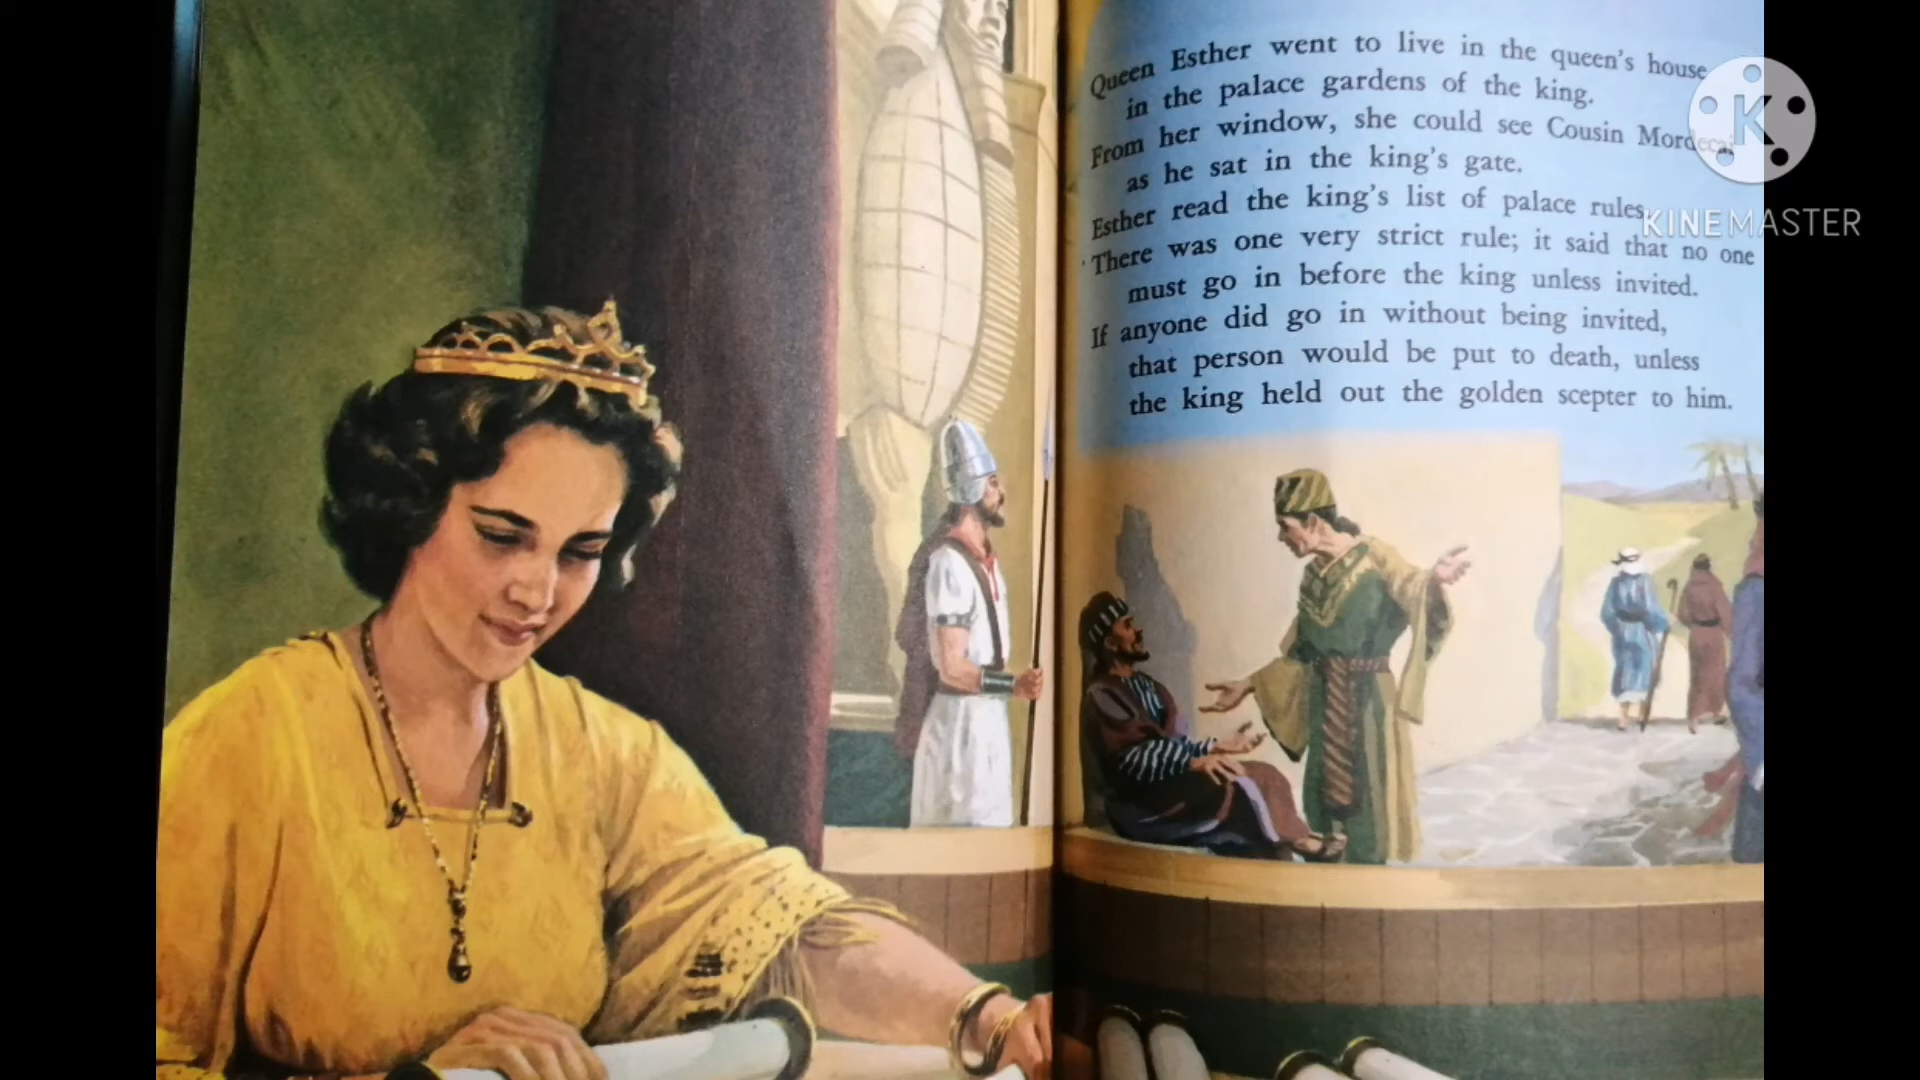 Queen Esther went to live in the queen's house
in the palace gardens of the king.
From her window, she could see Cousin Mordecai
as he sat in the king's gate.
Esther read the king's list of palace rules.
There was one very strict rule; it said that no one
must go in before the king unless invited.
If anyone did go in without being invited,
that person would be put to death, unless
the king held out the golden scepter to him.
K
KINEMASTER